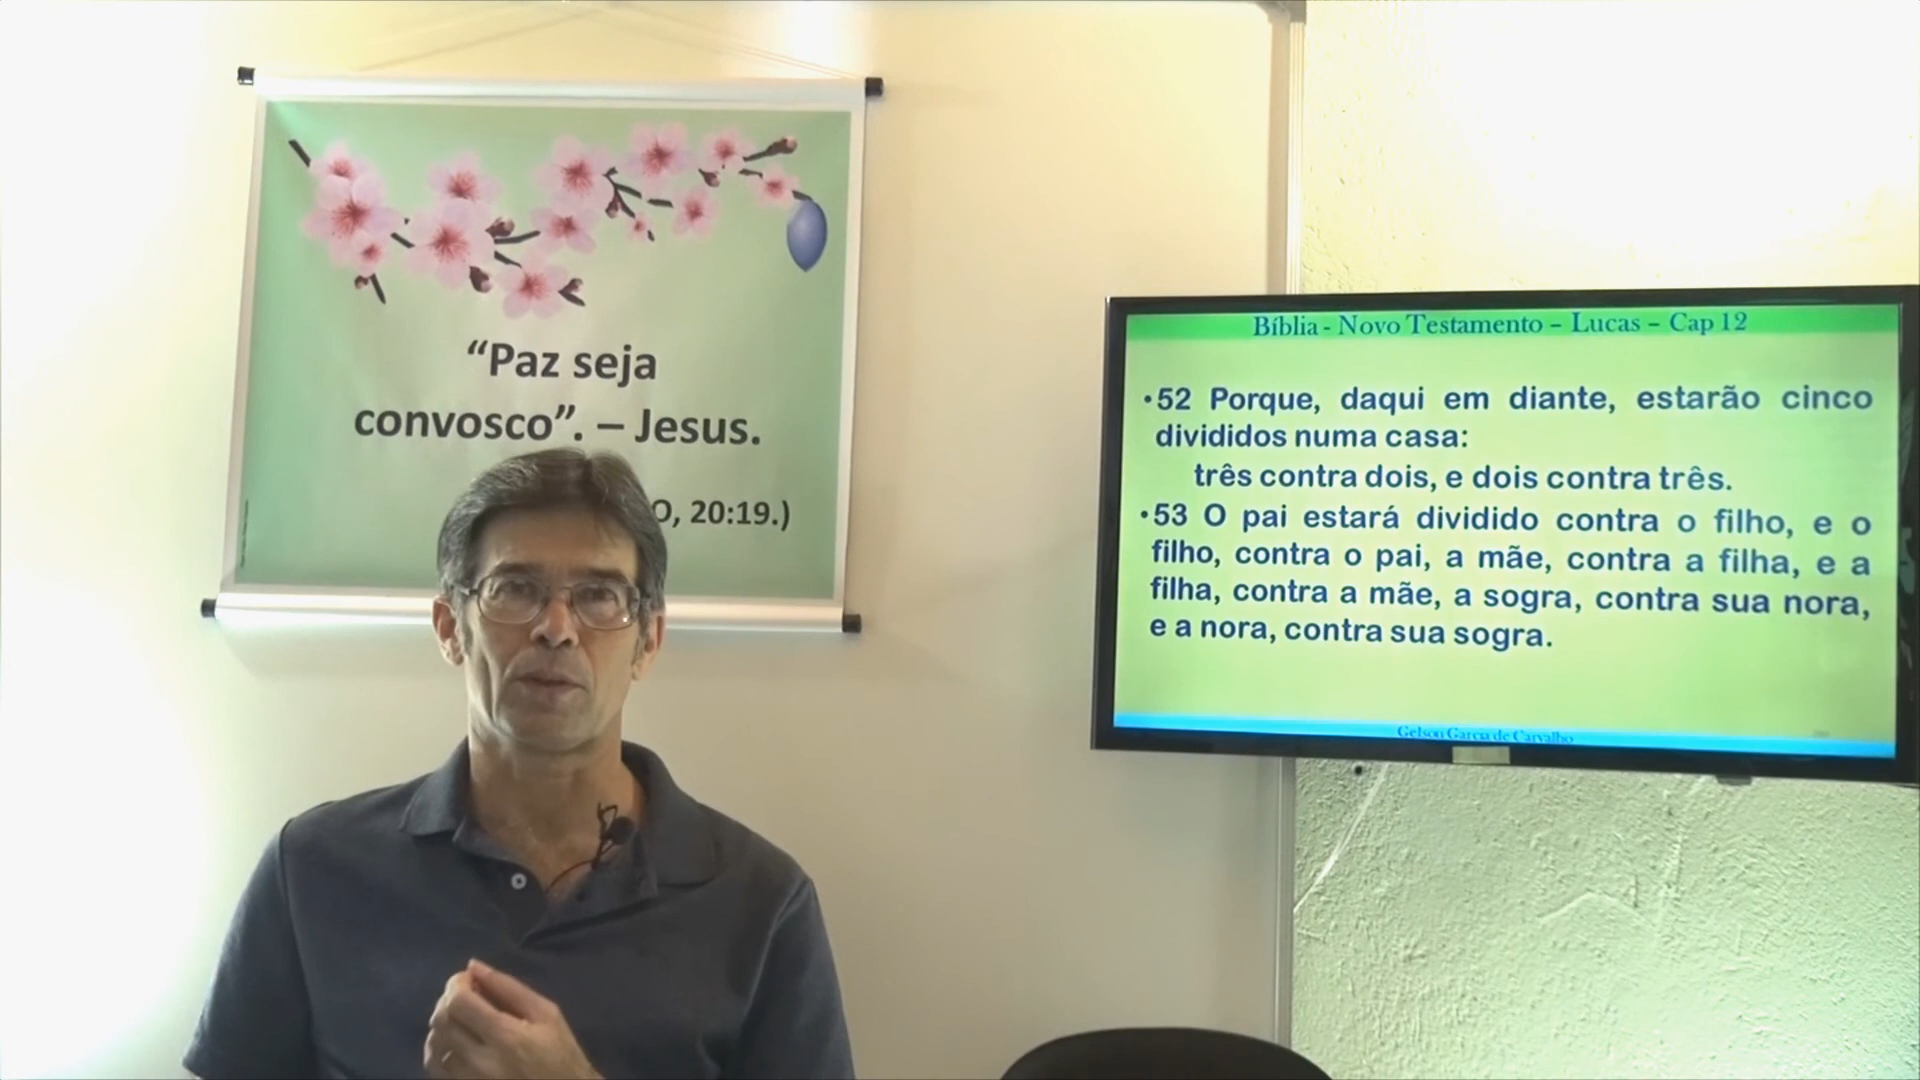 “Paz seja
convosco”. – Jesus.
O, 20:19.)
Bíblia - Novo Testamento – Lucas – Cap 12
•52 Porque, daqui em diante, estarão cinco
divididos numa casa:
três contra dois, e dois contra três.
•53 O pai estará dividido contra o filho, e o
filho, contra o pai, a mãe, contra a filha, e a
filha, contra a mãe, a sogra, contra sua nora,
e a nora, contra sua sogra.
Gelson Garcia de Carvalho